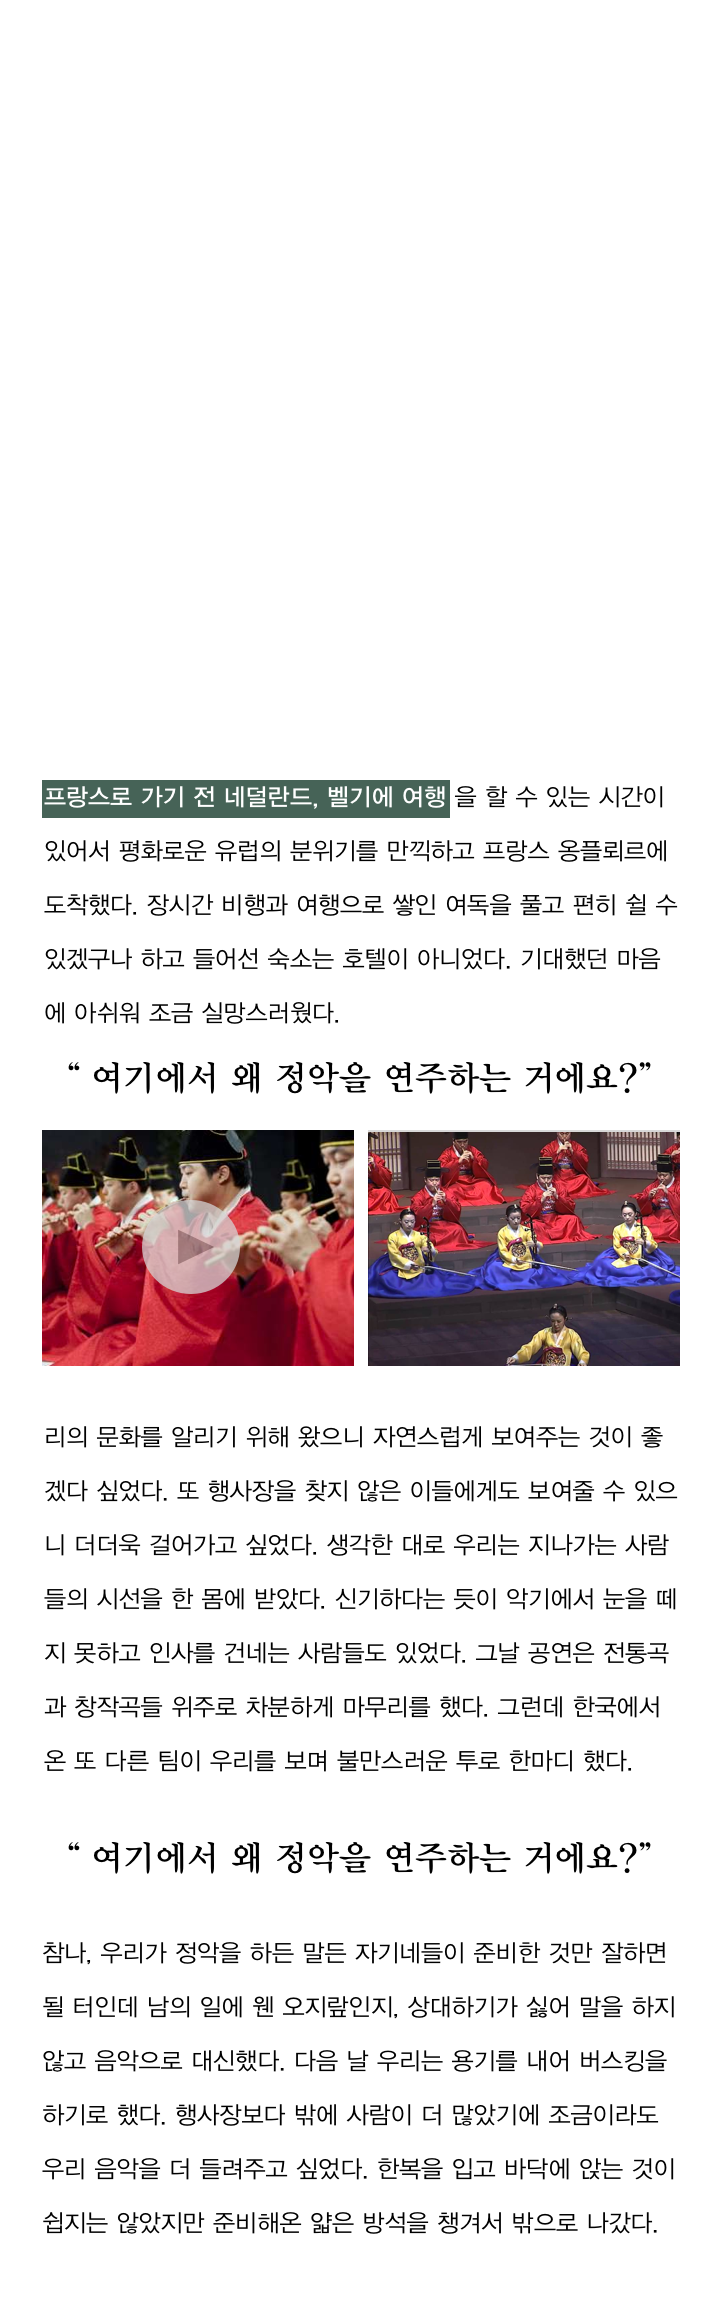 프랑스로 가기 전 네덜란드, 벨기에 여행을 할 수 있는 시간이
있어서 평화로운 유럽의 분위기를 만끽하고 프랑스 옹플뢰르에
도착했다. 장시간 비행과 여행으로 쌓인 여독을 풀고 편히 쉴 수
있겠구나 하고 들어선 숙소는 호텔이 아니었다. 기대했던 마음
에 아쉬워 조금 실망스러웠다.
“ 여기에서 왜 정악을 연주하는 거에요?”
리의 문화를 알리기 위해 왔으니 자연스럽게 보여주는 것이 좋
겠다 싶었다. 또 행사장을 찾지 않은 이들에게도 보여줄 수 있으
니 더더욱 걸어가고 싶었다. 생각한 대로 우리는 지나가는 사람
들의 시선을 한 몸에 받았다. 신기하다는 듯이 악기에서 눈을 떼
지 못하고 인사를 건네는 사람들도 있었다. 그날 공연은 전통곡
과 창작곡들 위주로 차분하게 마무리를 했다. 그런데 한국에서
온 또 다른 팀이 우리를 보며 불만스러운 투로 한마디 했다.
“ 여기에서 왜 정악을 연주하는 거에요?”
참나, 우리가 정악을 하든 말든 자기네들이 준비한 것만 잘하면
될 터인데 남의 일에 웬 오지랖인지, 상대하기가 싫어 말을 하지
않고 음악으로 대신했다. 다음 날 우리는 용기를 내어 버스킹을
하기로 했다. 행사장보다 밖에 사람이 더 많았기에 조금이라도
우리 음악을 더 들려주고 싶었다. 한복을 입고 바닥에 앉는 것이
쉽지는 않았지만 준비해온 얇은 방석을 챙겨서 밖으로 나갔다.